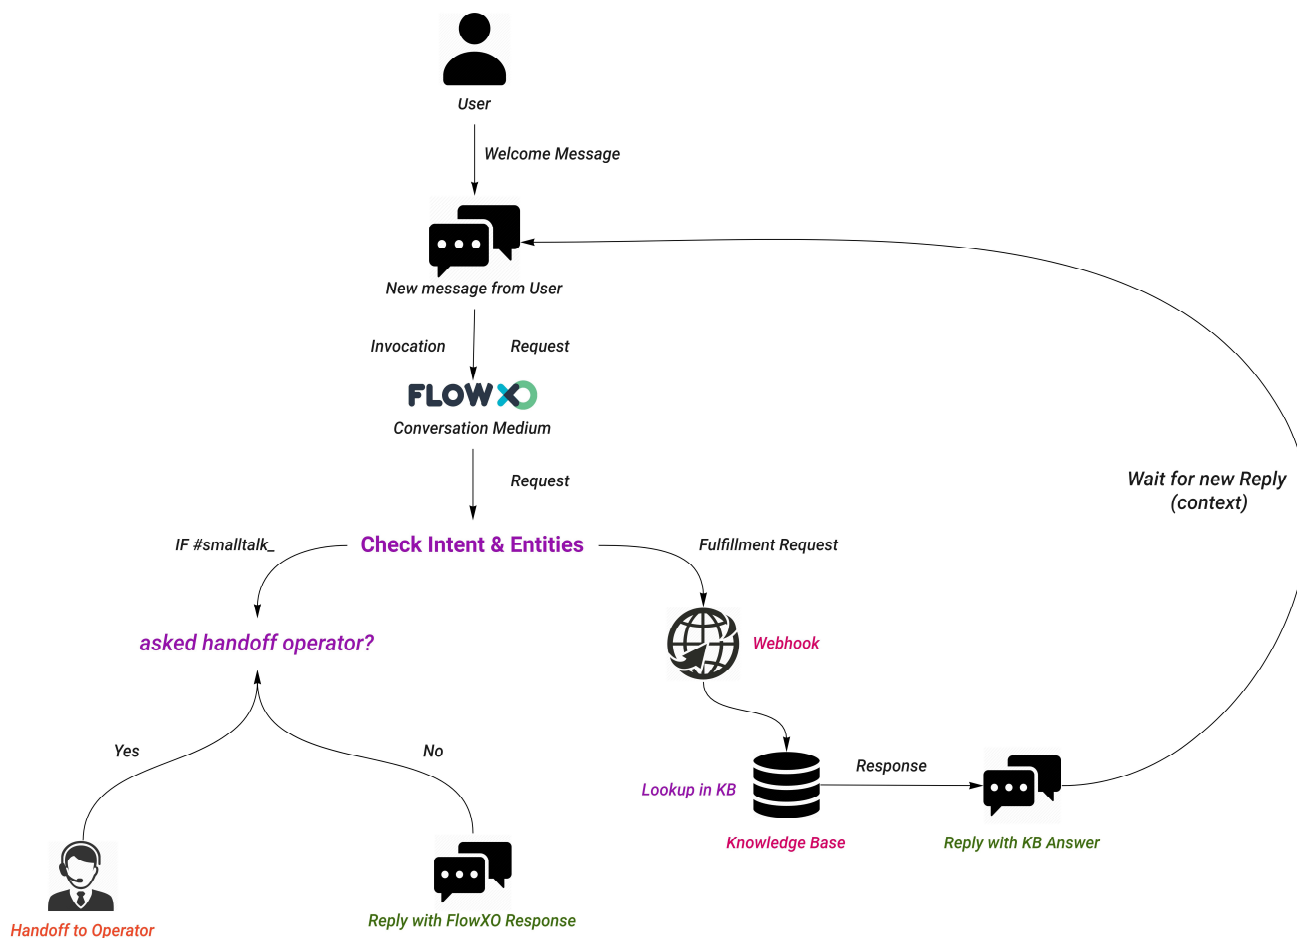 User
Welcome Message
New message from User
Invocation
Request
FLOW XO
Conversation Medium
Request
IF #smalltalk_
Check Intent & Entities
Fulfillment Request
asked handoff operator?
Webhook
Wait for new Reply
(context)
Yes
No
Lookup in KB
Response
Knowledge Base
Reply with KB Answer
Handoff to Operator
Reply with FlowXO Response